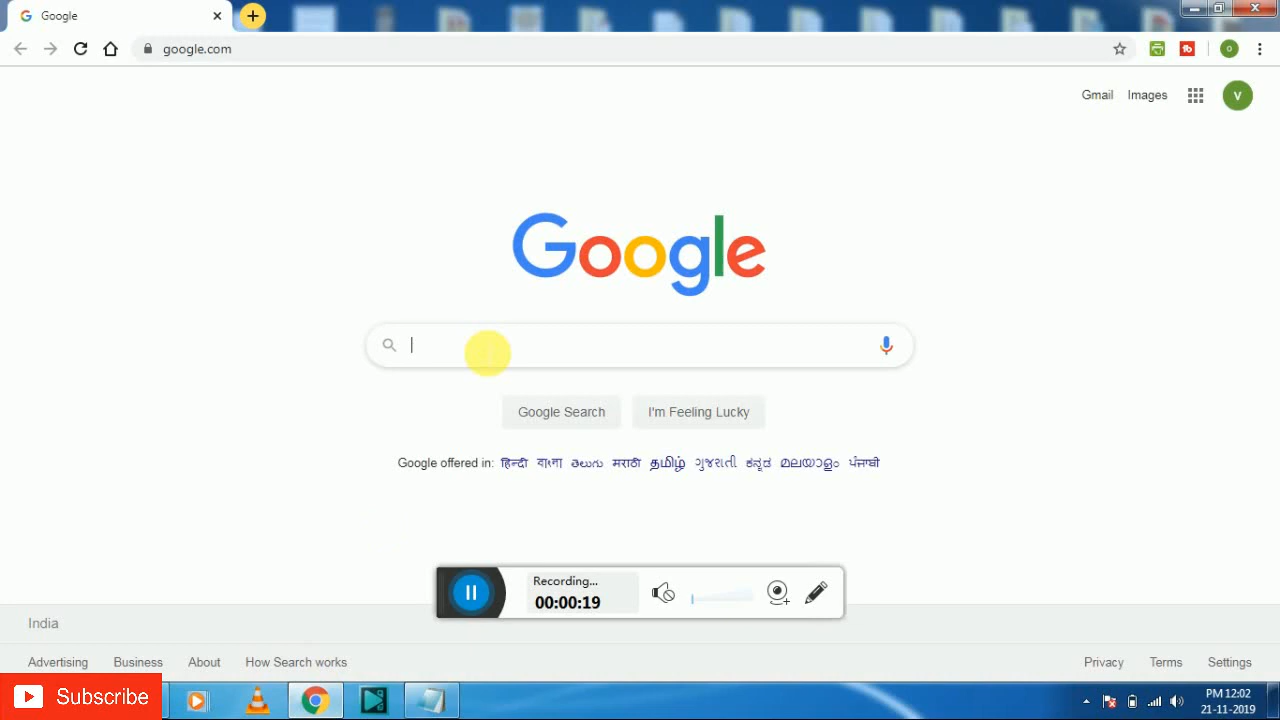 Google
google.com
Gmail Images
V
Google
Google Search I'm Feeling Lucky
Google offered in: हिन्दी বাংলা తెలుగు मराठी தமிழ் ગુજરાતી ಕನ್ನಡ മലയാളം ਪੰਜਾਬੀ
Recording...
00:00:19
India
Advertising Business About How Search works Privacy Terms Settings
Subscribe
PM 12:02
21-11-2019